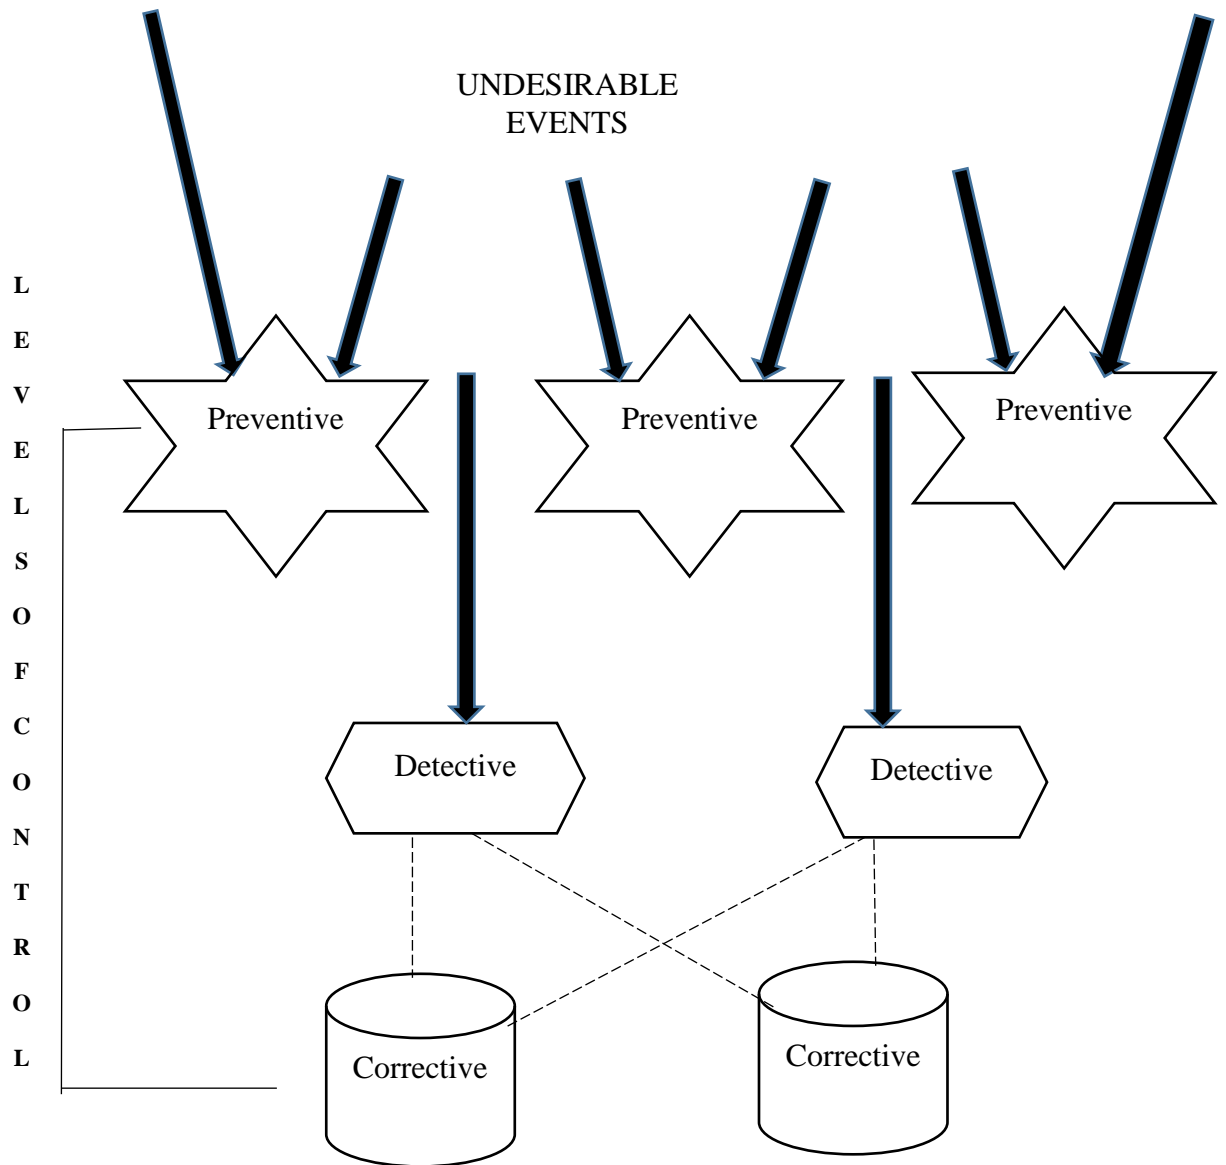 UNDESIRABLE
EVENTS
L
E
V
E
L
S
O
F
C
O
N
T
R
O
L
Preventive
Preventive
Preventive
Detective
Detective
Corrective
Corrective